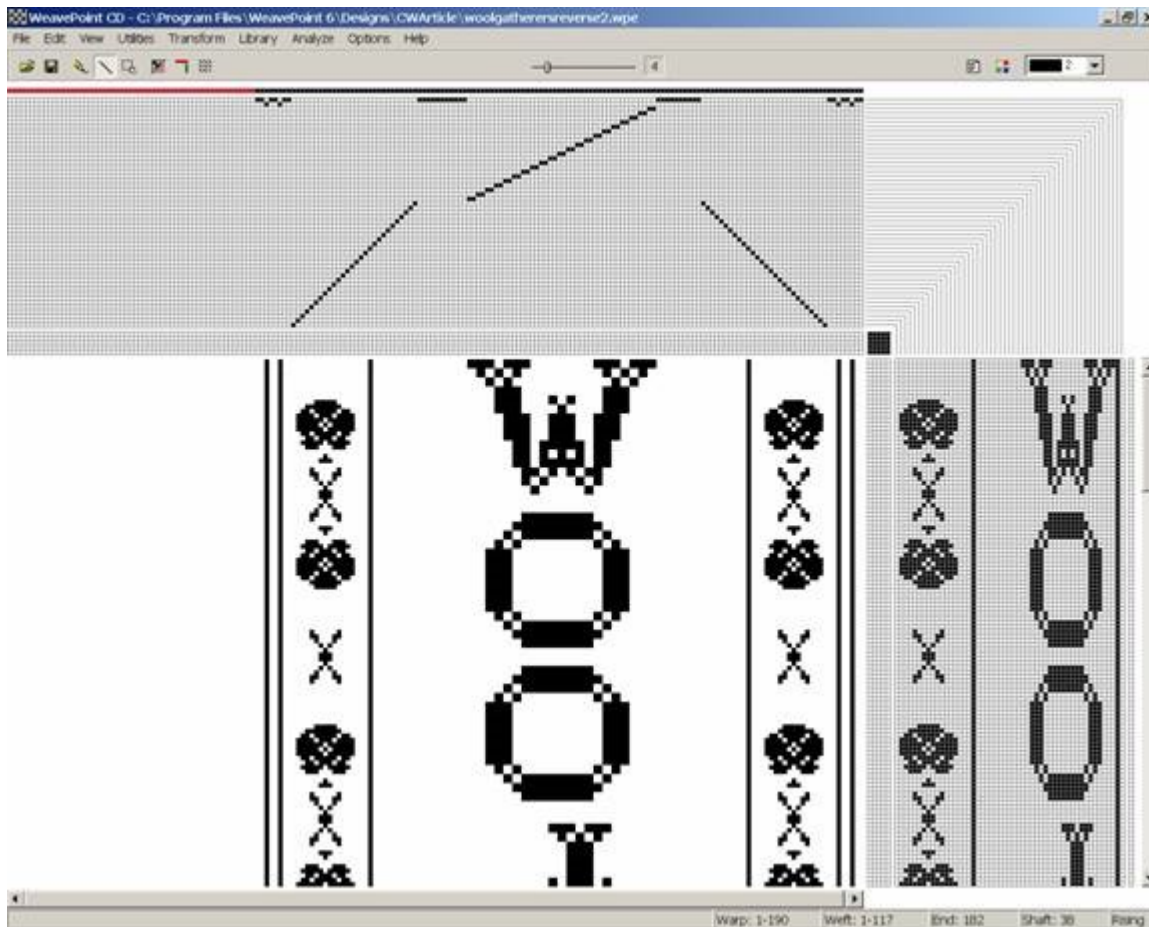 WeavePoint CD - C:\Program Files\WeavePoint 6\Designs\CWArticle\woolgatherersreverse2.wpe
File Edit View Utilities Transform Library Analyze Options Help
4 2
W
O
O
Warp: 1-190 Weft: 1-117 End: 182 Shaft: 38 Rising